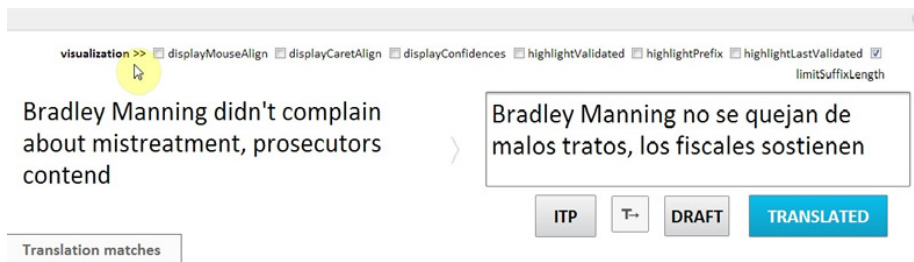 visualization >> displayMouseAlign displayCaretAlign displayConfidences highlightValidated highlightPrefix highlightLastValidated
limitSuffixLength
Bradley Manning didn't complain
about mistreatment, prosecutors
contend
Bradley Manning no se quejan de
malos tratos, los fiscales sostienen
ITP T→ DRAFT TRANSLATED
Translation matches